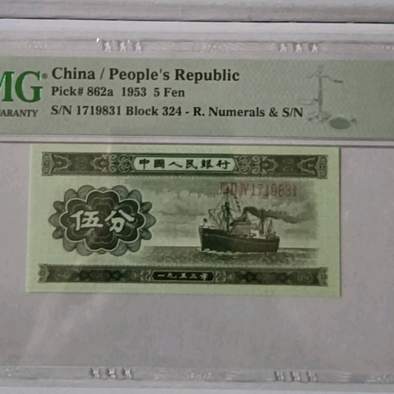 MG®
ARANTY
China / People's Republic
Pick# 862a 1953 5 Fen
S/N 1719831 Block 324 - R. Numerals & S/N
中國人民銀行
1719831
伍分
一九五三年